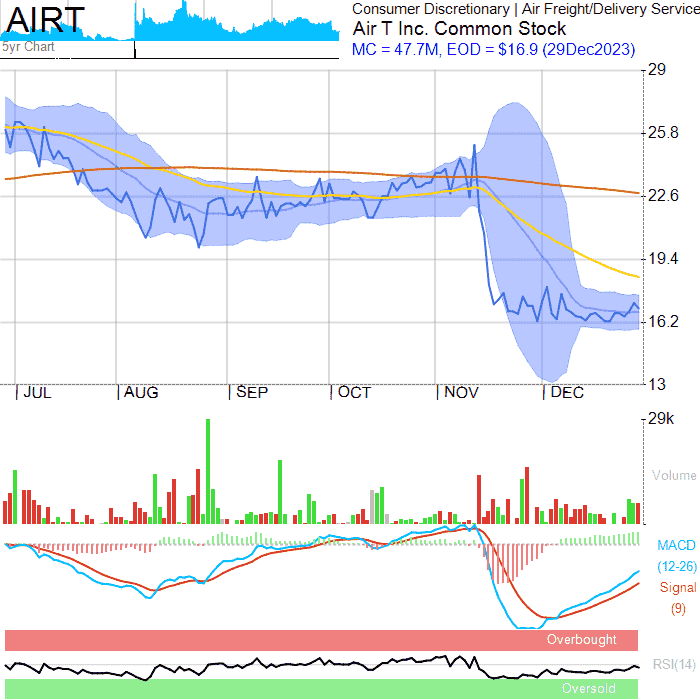 AIRT
5yr Chart
Consumer Discretionary | Air Freight/Delivery Service
Air T Inc. Common Stock
MC = 47.7M, EOD = $16.9 (29Dec2023)
29
25.8
22.6
19.4
16.2
13
JUL AUG SEP OCT NOV DEC
29k
Volume
MACD
(12-26)
Signal
(9)
Overbought
RSI(14)
Oversold